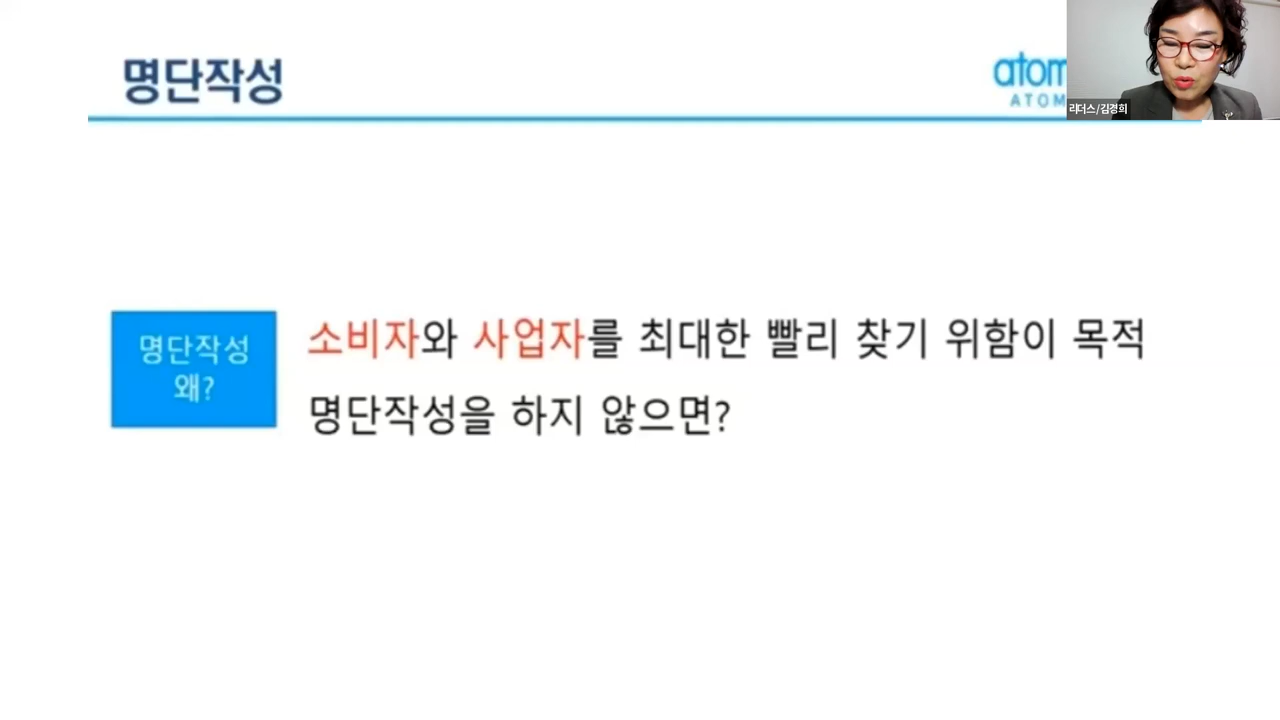 명단작성
atom
ATOM
리더스/김경희
명단작성
왜?
소비자와 사업자를 최대한 빨리 찾기 위함이 목적
명단작성을 하지 않으면?